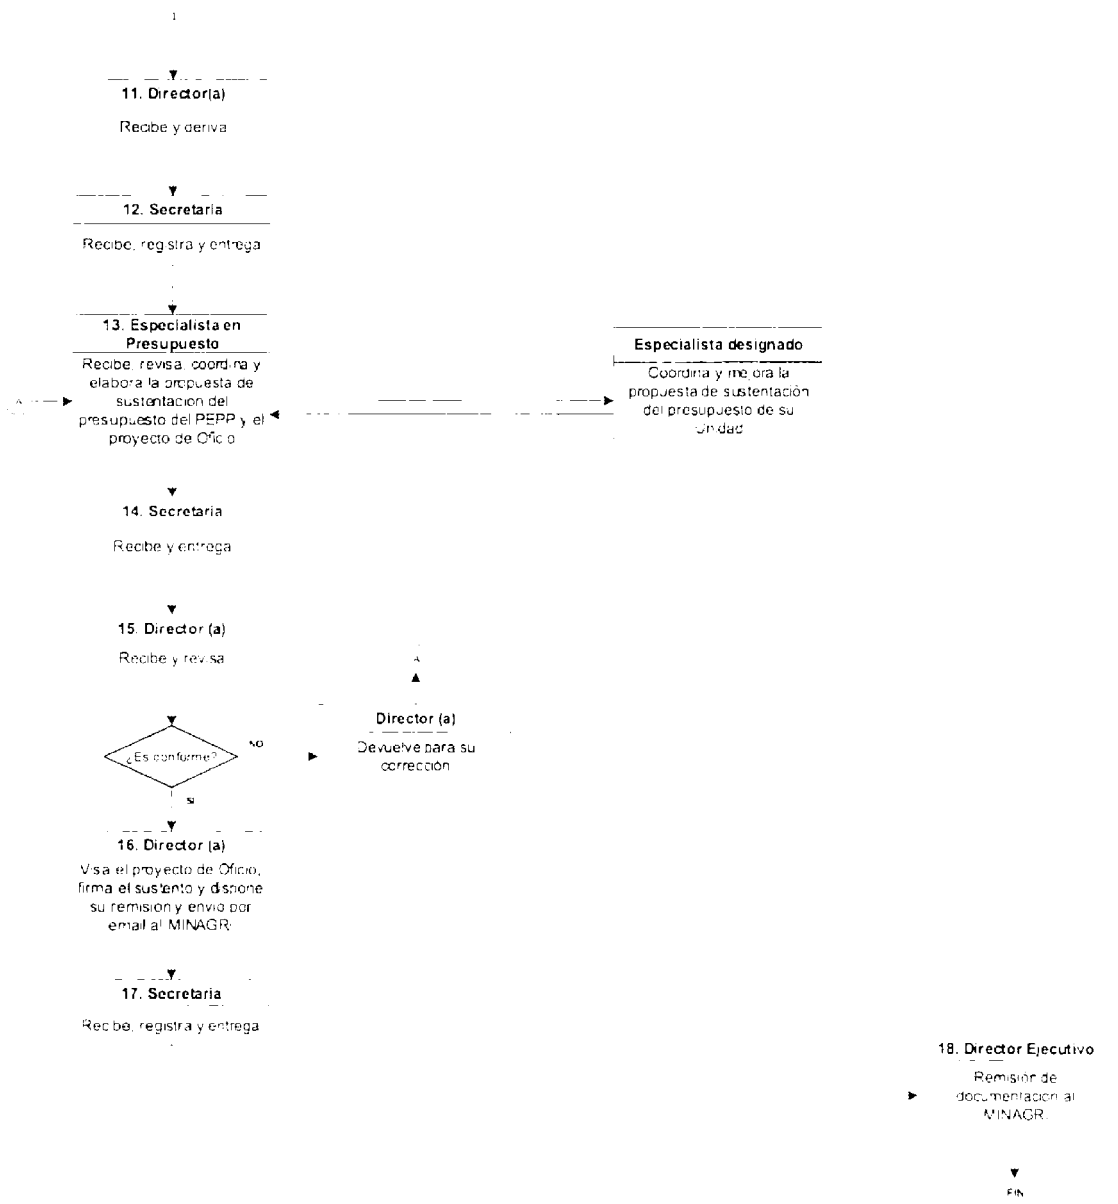 1
11. Director(a)
Recibe y deriva
12. Secretaria
Recibe, registra y entrega
13. Especialista en
Presupuesto
Recibe, revisa, coordina y
elabora la propuesta de
sustentación del
presupuesto del PEPP y el
proyecto de Oficio
A
Especialista designado
Coordina y mejora la
propuesta de sustentación
del presupuesto de su
Unidad
14. Secretaria
Recibe y entrega
15. Director (a)
Recibe y revisa
A
¿Es conforme?
NO
Director (a)
Devuelve para su
corrección
SI
16. Director (a)
Visa el proyecto de Oficio,
firma el sustento y dispone
su remisión y envio por
email al MINAGRI
17. Secretaria
Recibe, registra y entrega
18. Director Ejecutivo
Remisión de
documentación al
MINAGRI
FIN